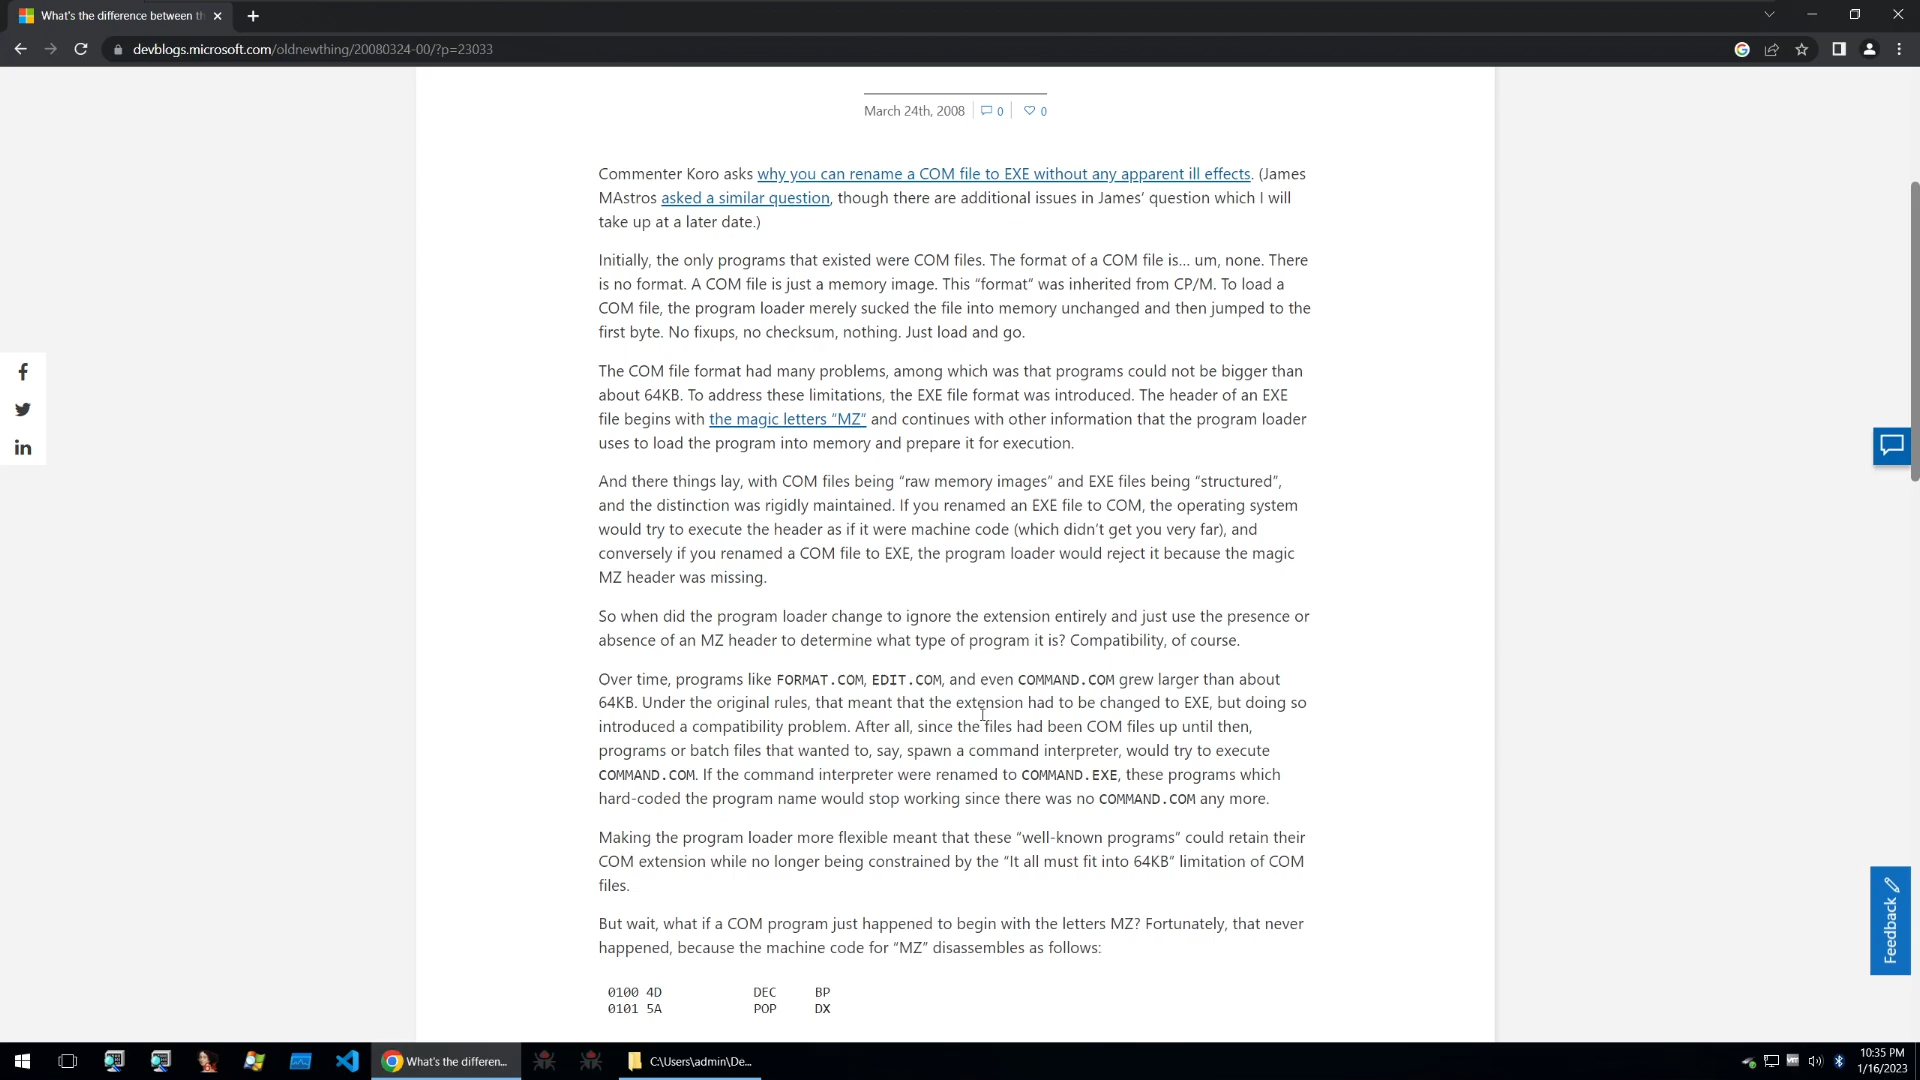 What's the difference between th
devblogs.microsoft.com/oldnewthing/20080324-00/?p=23033
March 24th, 2008
0
0
Commenter Koro asks why you can rename a COM file to EXE without any apparent ill effects. (James
MAstros asked a similar question, though there are additional issues in James’ question which I will
take up at a later date.)
Initially, the only programs that existed were COM files. The format of a COM file is… um, none. There
is no format. A COM file is just a memory image. This “format” was inherited from CP/M. To load a
COM file, the program loader merely sucked the file into memory unchanged and then jumped to the
first byte. No fixups, no checksum, nothing. Just load and go.
The COM file format had many problems, among which was that programs could not be bigger than
about 64KB. To address these limitations, the EXE file format was introduced. The header of an EXE
file begins with the magic letters “MZ” and continues with other information that the program loader
uses to load the program into memory and prepare it for execution.
And there things lay, with COM files being “raw memory images” and EXE files being “structured”,
and the distinction was rigidly maintained. If you renamed an EXE file to COM, the operating system
would try to execute the header as if it were machine code (which didn’t get you very far), and
conversely if you renamed a COM file to EXE, the program loader would reject it because the magic
MZ header was missing.
So when did the program loader change to ignore the extension entirely and just use the presence or
absence of an MZ header to determine what type of program it is? Compatibility, of course.
Over time, programs like FORMAT.COM, EDIT.COM, and even COMMAND.COM grew larger than about
64KB. Under the original rules, that meant that the extension had to be changed to EXE, but doing so
introduced a compatibility problem. After all, since the files had been COM files up until then,
programs or batch files that wanted to, say, spawn a command interpreter, would try to execute
COMMAND.COM. If the command interpreter were renamed to COMMAND.EXE, these programs which
hard-coded the program name would stop working since there was no COMMAND.COM any more.
Making the program loader more flexible meant that these “well-known programs” could retain their
COM extension while no longer being constrained by the “It all must fit into 64KB” limitation of COM
files.
But wait, what if a COM program just happened to begin with the letters MZ? Fortunately, that never
happened, because the machine code for “MZ” disassembles as follows:
0100 4D DEC BP
0101 5A POP DX
Feedback
What's the differen...
C:\Users\admin\De...
10:35 PM
1/16/2023